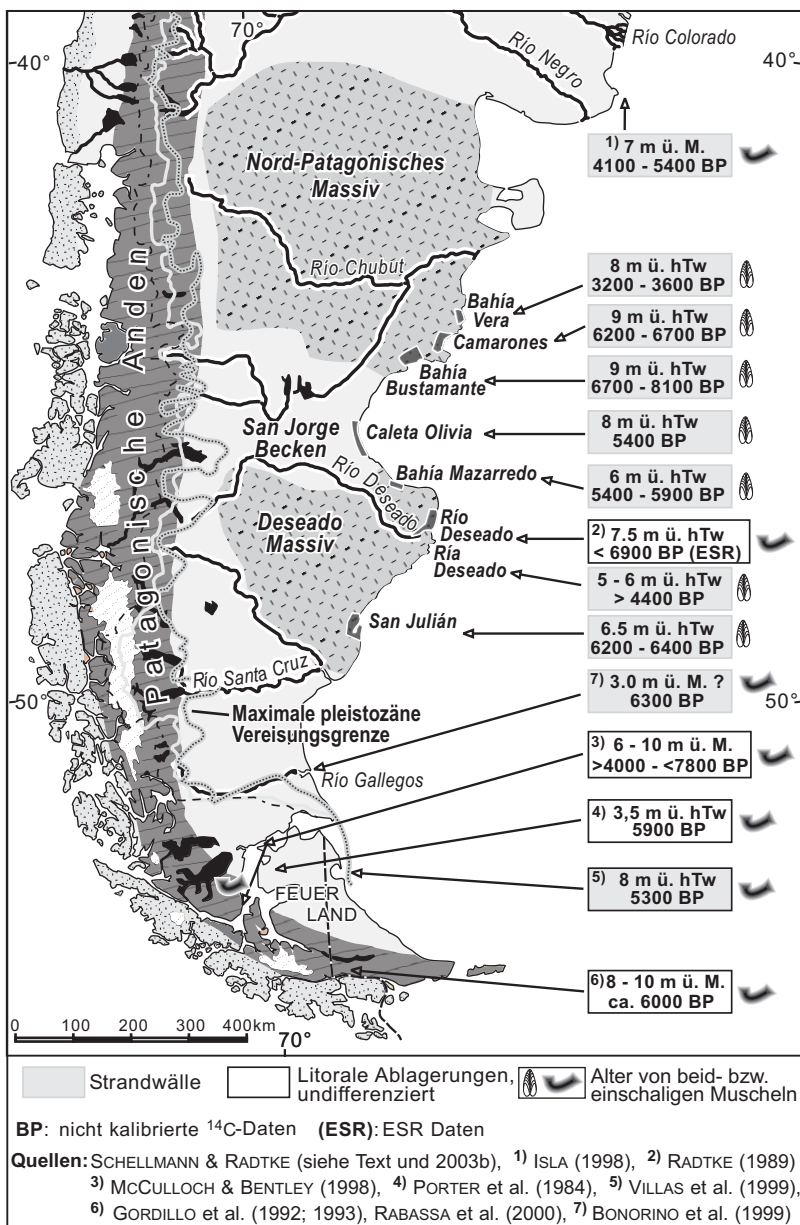 70°
40°
40°
Río Colorado
Río Negro
1) 7 m ü. M.
4100 - 5400 BP
Nord-Patagonisches
Massiv
Río Chubut
8 m ü. hTw
3200 - 3600 BP
Bahía
Vera
9 m ü. hTw
6200 - 6700 BP
Camarones
Bahía
Bustamante
9 m ü. hTw
6700 - 8100 BP
Patagonische Anden
San Jorge
Becken
Caleta Olivia
8 m ü. hTw
5400 BP
Río Deseado
Bahía Mazarredo
6 m ü. hTw
5400 - 5900 BP
Deseado
Massiv
Río
Deseado
2) 7.5 m ü. hTw
< 6900 BP (ESR)
Ría
Deseado
5 - 6 m ü. hTw
> 4400 BP
San Julián
6.5 m ü. hTw
6200 - 6400 BP
Río Santa Cruz
7) 3.0 m ü. M. ?
6300 BP
50°
50°
Maximale pleistozäne
Vereisungsgrenze
Río Gallegos
3) 6 - 10 m ü. M.
>4000 - <7800 BP
4) 3,5 m ü. hTw
5900 BP
FEUER
LAND
5) 8 m ü. hTw
5300 BP
6) 8 - 10 m ü. M.
ca. 6000 BP
0 100 200 300 400km
70°
Strandwälle
Litorale Ablagerungen,
undifferenziert
Alter von beid- bzw.
einschaligen Muscheln
BP: nicht kalibrierte 14C-Daten (ESR): ESR Daten
Quellen: SCHELLMANN & RADTKE (siehe Text und 2003b), 1) ISLA (1998), 2) RADTKE (1989)
3) MCCULLOCH & BENTLEY (1998), 4) PORTER et al. (1984), 5) VILLAS et al. (1999),
6) GORDILLO et al. (1992; 1993), RABASSA et al. (2000), 7) BONORINO et al. (1999)